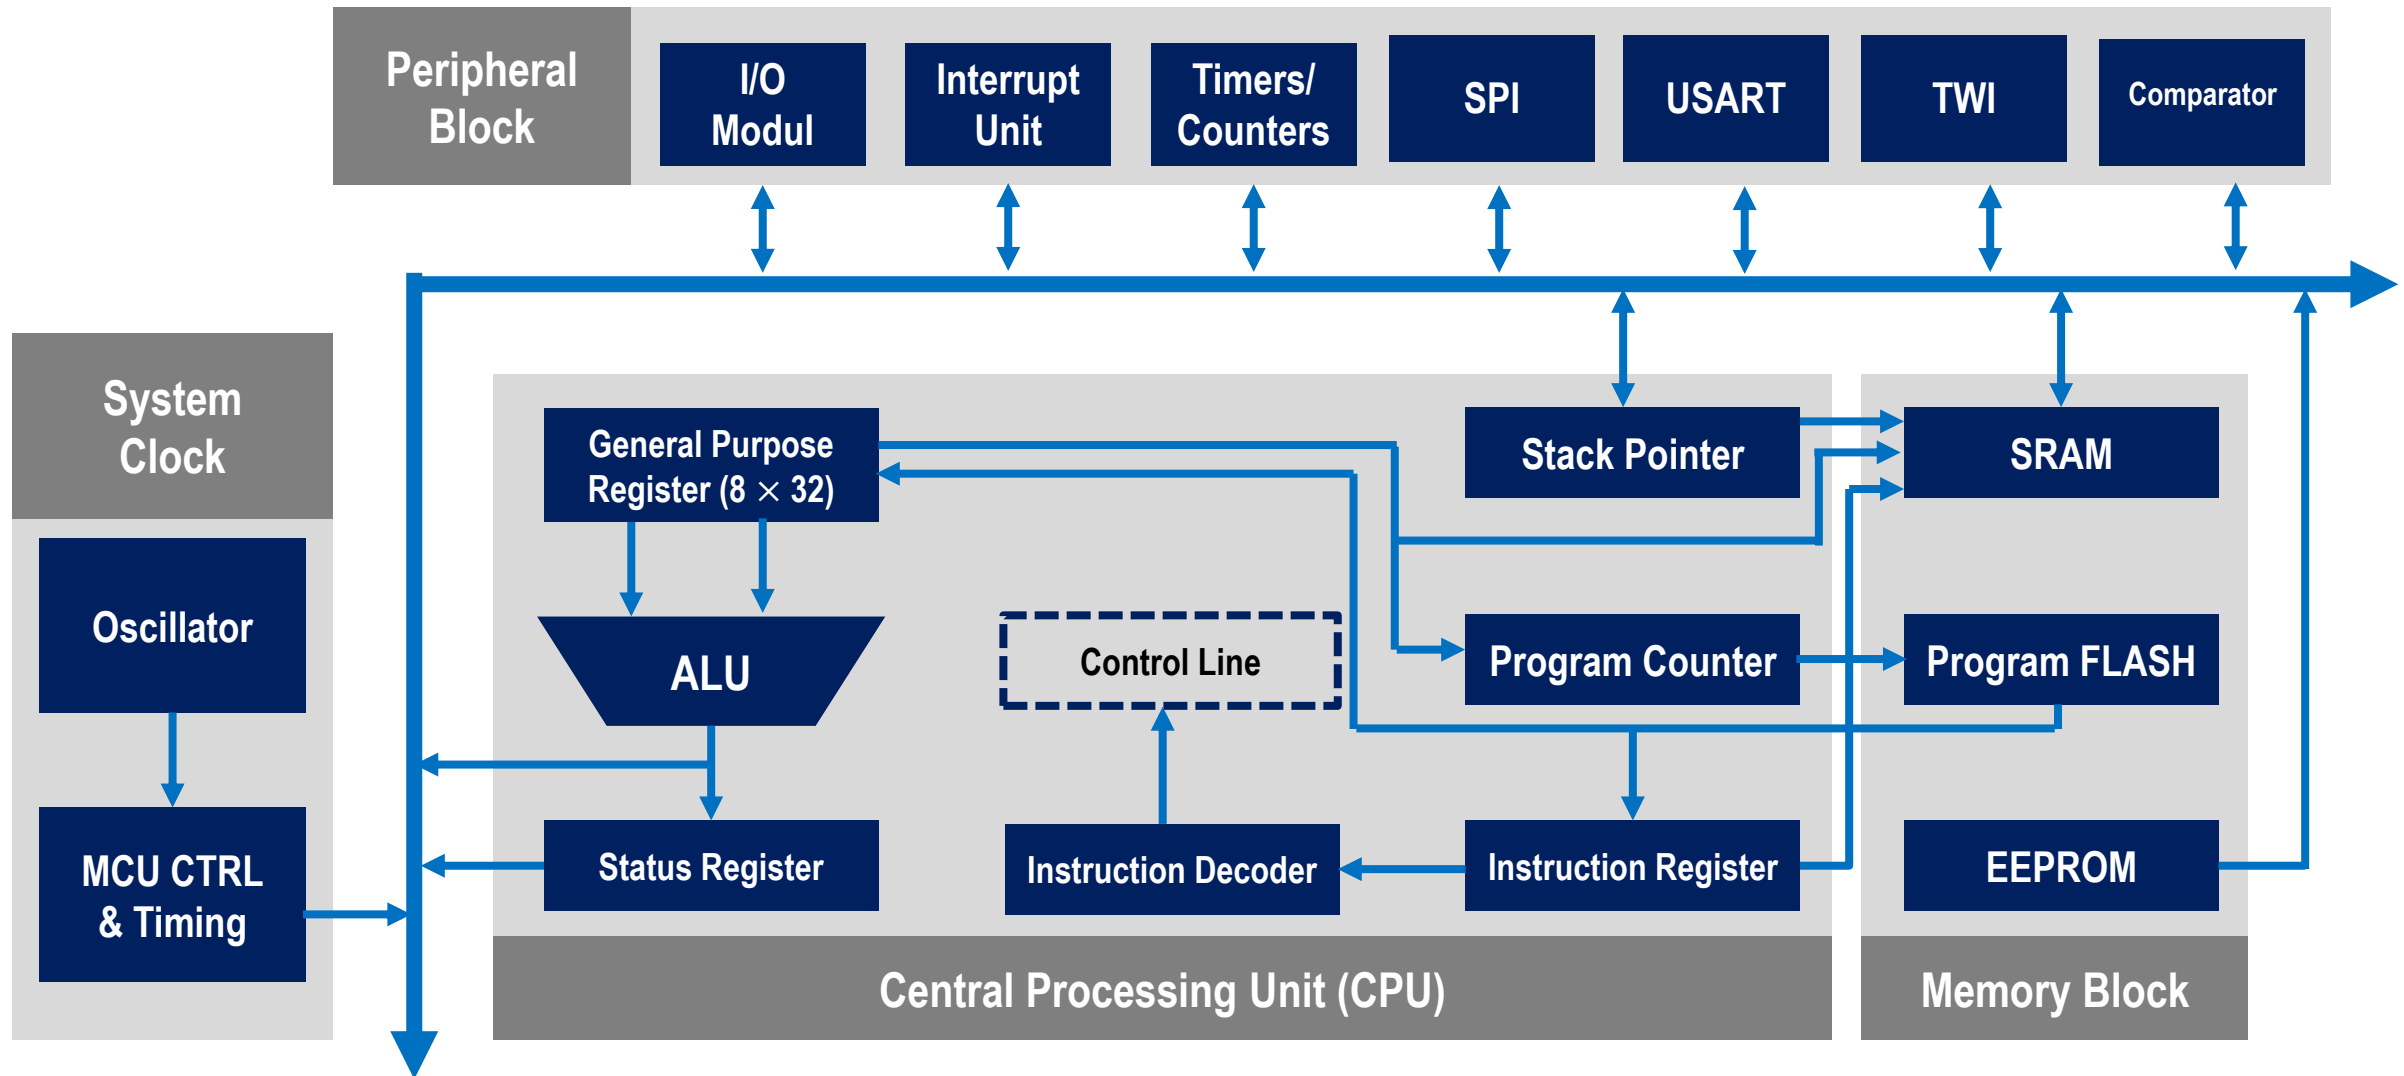 Peripheral
Block
I/O
Modul
Interrupt
Unit
Timers/
Counters
SPI
USART
TWI
Comparator
System
Clock
Oscillator
MCU CTRL
& Timing
General Purpose
Register (8 × 32)
ALU
Status Register
Control Line
Instruction Decoder
Stack Pointer
Program Counter
Instruction Register
Central Processing Unit (CPU)
SRAM
Program FLASH
EEPROM
Memory Block